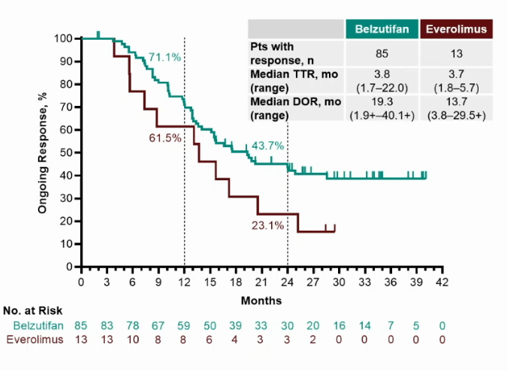 Belzutifan Everolimus
Pts with response, n 85 13
Median TTR, mo (range) 3.8 (1.7–22.0) 3.7 (1.8–5.7)
Median DOR, mo (range) 19.3 (1.9+–40.1+) 13.7 (3.8–29.5+)
Ongoing Response, %
100
90
80
70
60
50
40
30
20
10
0
71.1%
61.5%
43.7%
23.1%
0 3 6 9 12 15 18 21 24 27 30 33 36 39 42
Months
No. at Risk
Belzutifan 85 83 78 67 59 50 39 33 30 20 16 14 7 5 0
Everolimus 13 13 10 8 8 6 4 3 3 2 0 0 0 0 0